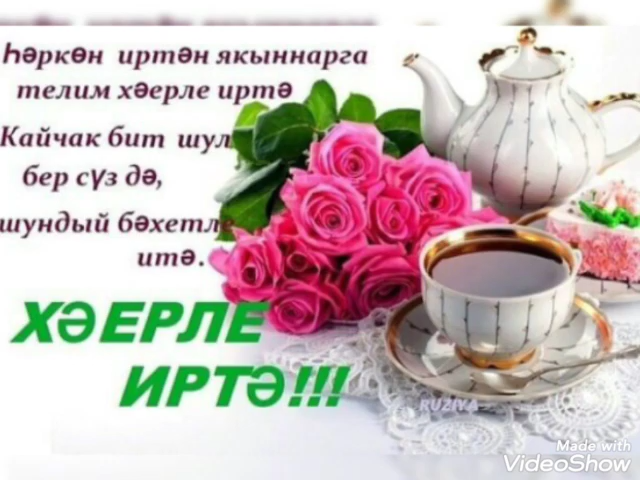 Һәркөн иртән якыннарга
телим хәерле иртә
Кайчак бит шул
бер сүз дә,
шундый бәхетле
итә.
ХӘЕРЛЕ
ИРТӘ!!!
RUZIYA
Made with
VideoShow